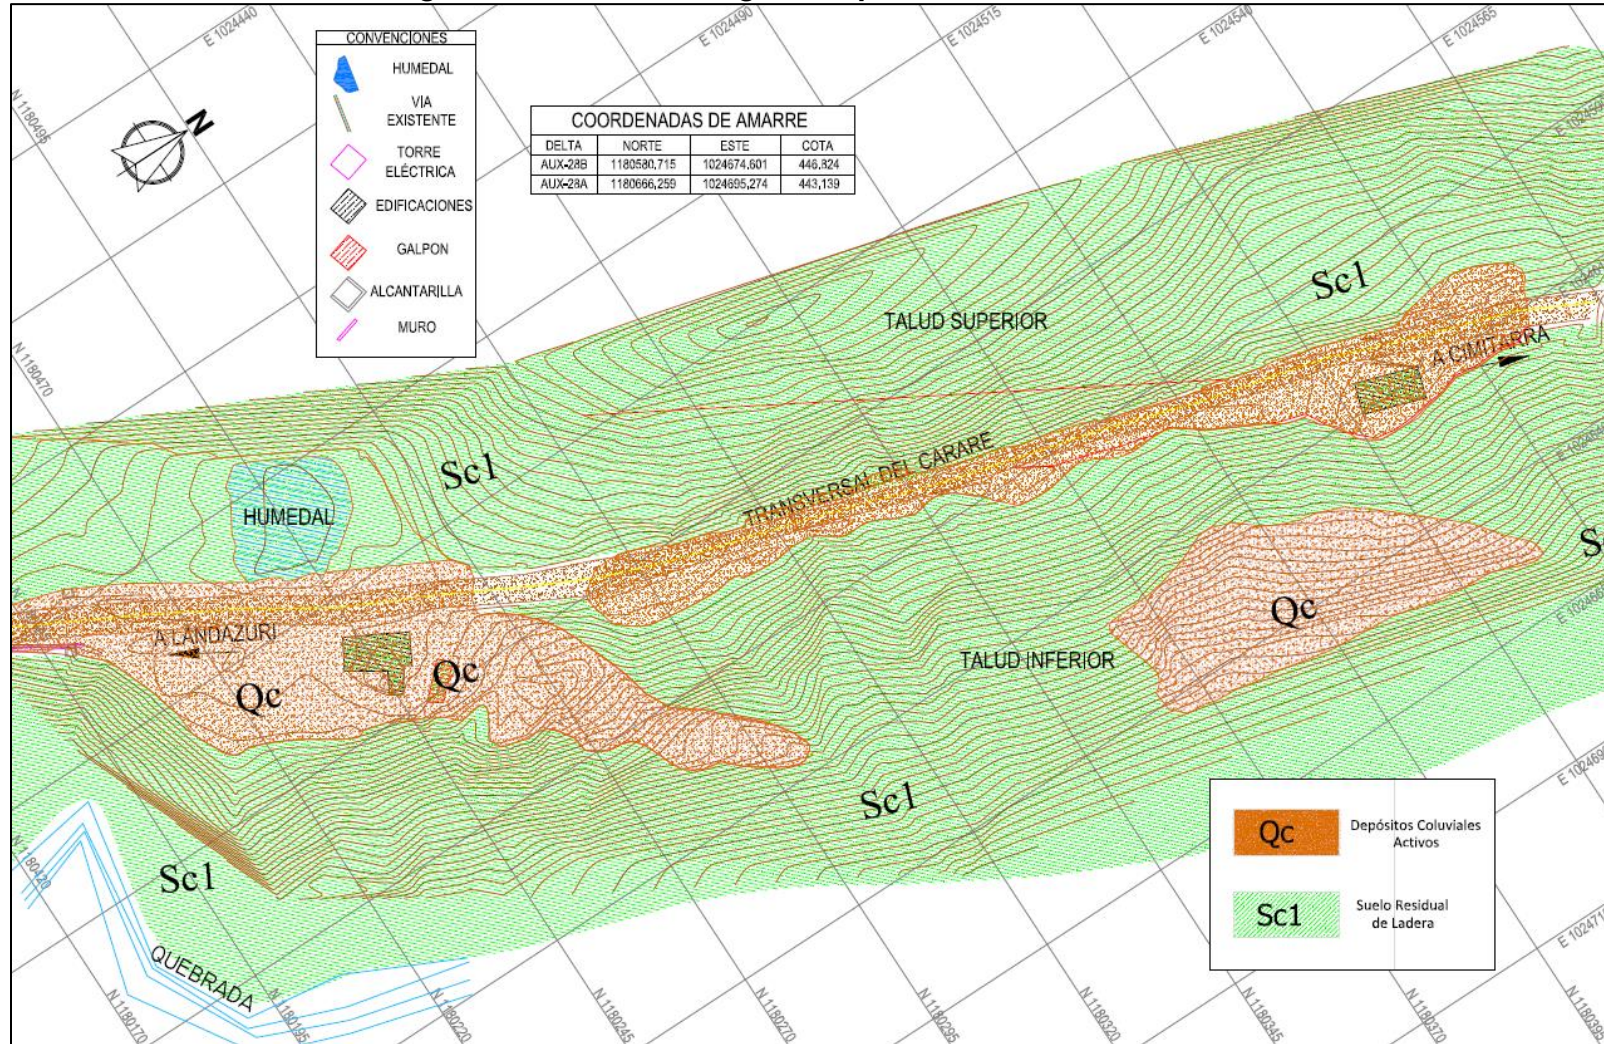 E 1024440
E 1024490
E 1024515
E 1024540
E 1024565
CONVENCIONES
HUMEDAL
VIA
EXISTENTE
TORRE
ELÉCTRICA
EDIFICACIONES
GALPON
ALCANTARILLA
MURO
N 1180495
N
COORDENADAS DE AMARRE
DELTA NORTE ESTE COTA
AUX-28B 1180580,715 1024674,601 446,824
AUX-28A 1180666,259 1024695,274 443,139
Sc1
TALUD SUPERIOR
A CIMITARRA
N 1180470
TRANSVERSAL DEL CARARE
Sc1
HUMEDAL
Qc
A LANDAZURI
TALUD INFERIOR
Qc
Qc
Sc1
Sc1
N 1180420
QUEBRADA
Qc
Depósitos Coluviales
Activos
Sc1
Suelo Residual
de Ladera
N 1180170
N 1180195
N 1180220
N 1180245
N 1180270
N 1180295
N 1180320
N 1180345
N 1180370
N 1180395